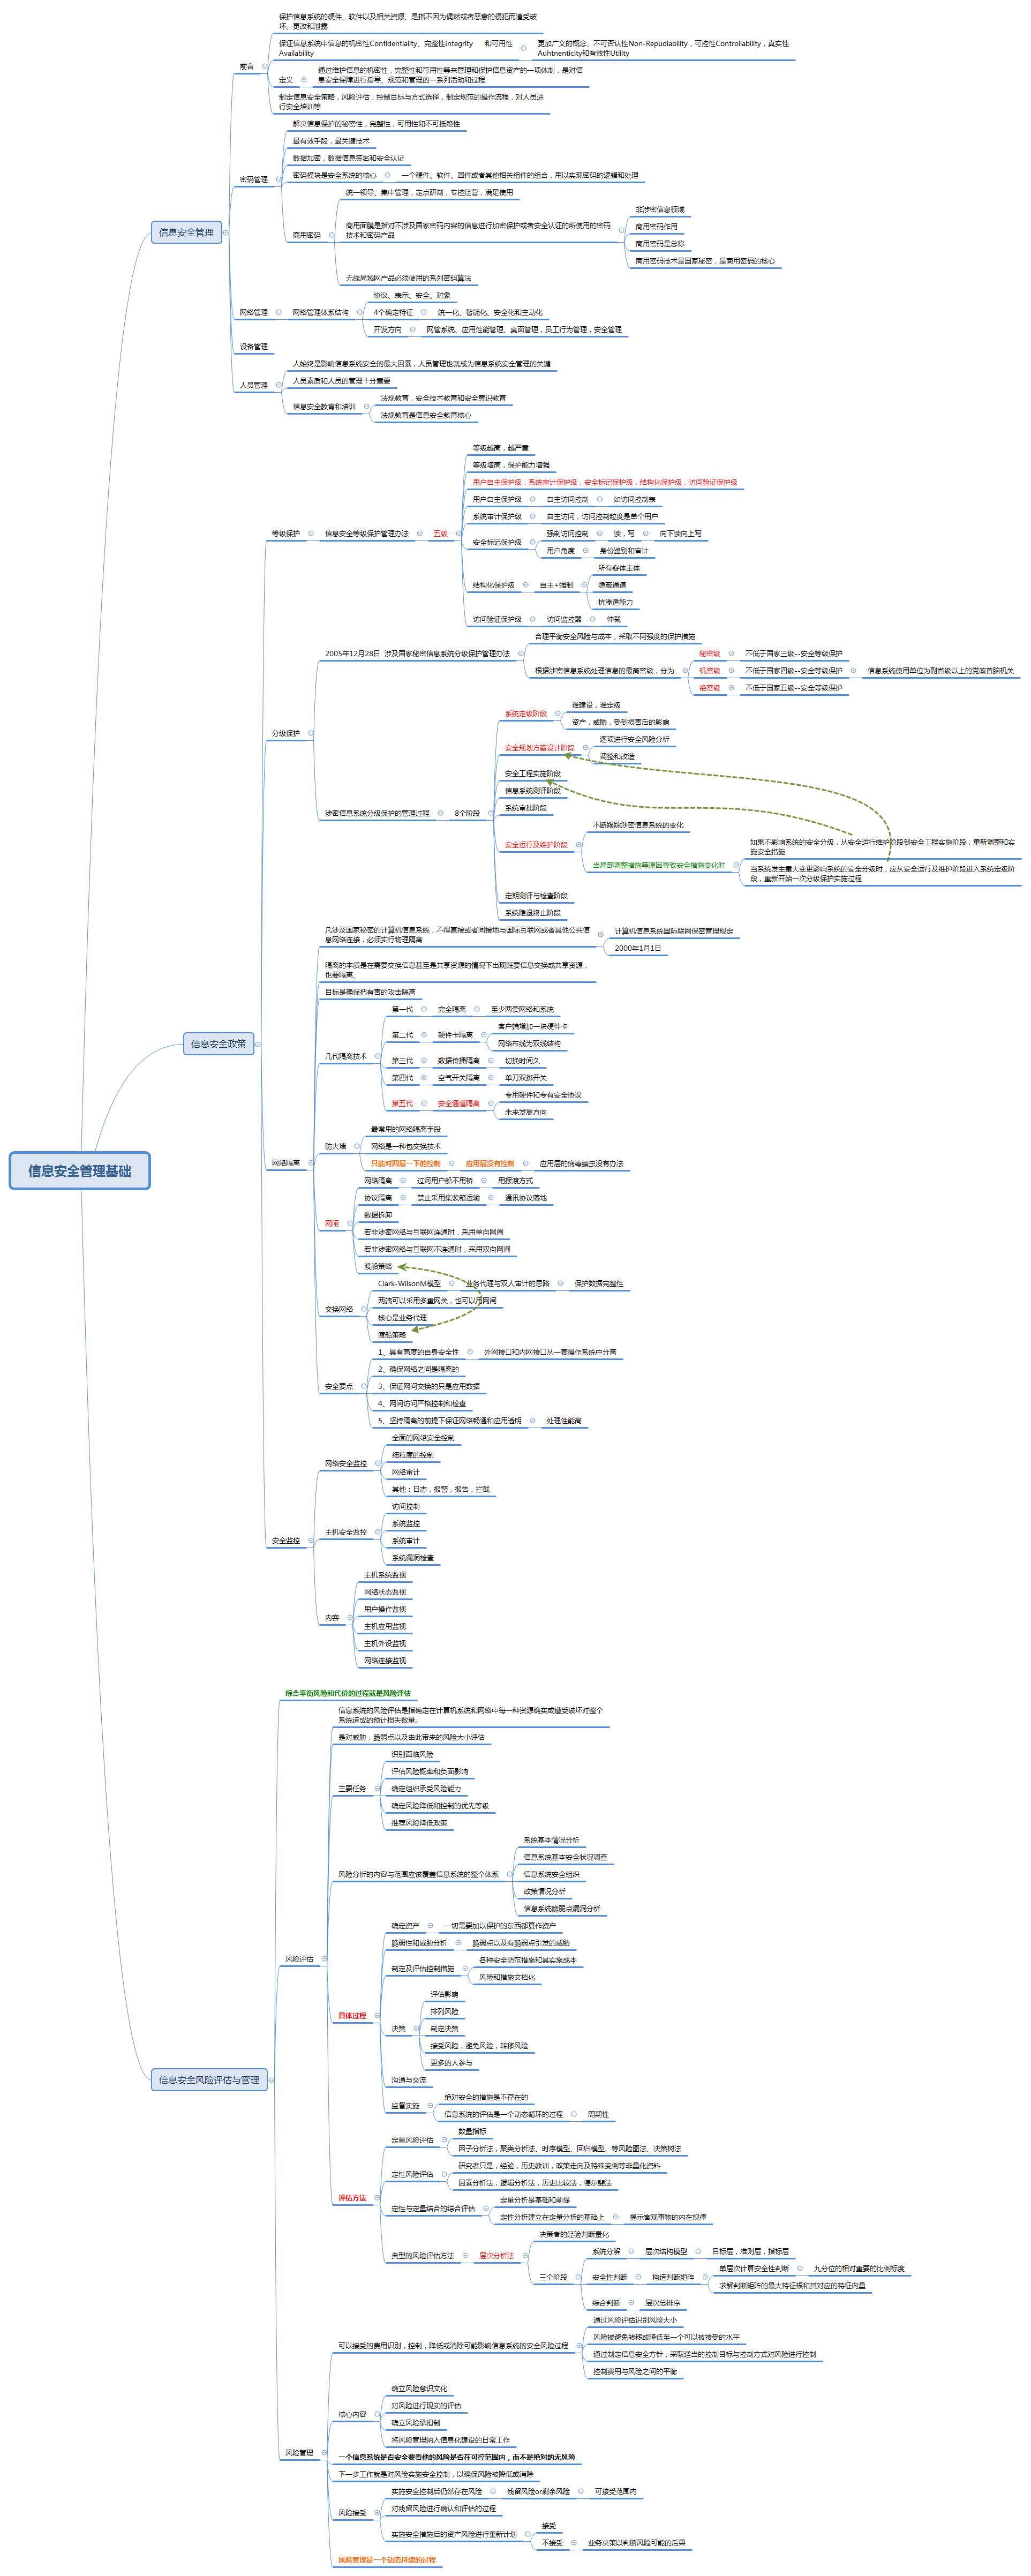 信息安全管理基础
信息安全管理
前言
保护信息系统的硬件、软件以及相关资源、是指不因为偶然或者恶意的侵犯而遭受破
坏、更改和泄露
保证信息系统中信息的机密性Confidentiality、完整性Integrity 和可用性
Availability
更加广义的概念、不可否认性Non-Repudiability，可控性Controllability，真实性
Auhtnenticity和有效性Utility
定义
通过维护信息的机密性，完整性和可用性等来管理和保护信息资产的一项体制，是对信
息安全保障进行指导、规范和管理的一系列活动和过程
制定信息安全策略，风险评估，控制目标与方式选择，制定规范的操作流程，对人员进
行安全培训等
密码管理
解决信息保护的秘密性，完整性，可用性和不可抵赖性
最有效手段，最关键技术
数据加密，数据信息签名和安全认证
密码模块是安全系统的核心
一个硬件、软件、固件或者其他相关组件的组合，用以实现密码的逻辑和处理
商用密码
统一领导、集中管理，定点研制，专控经营，满足使用
商用面膜是指对不涉及国家密码内容的信息进行加密保护或者安全认证的所使用的密码
技术和密码产品
非涉密信息领域
商用密码作用
商用密码是总称
商用密码技术是国家秘密，是商用密码的核心
无线局域网产品必须使用的系列密码算法
网络管理
网络管理体系结构
协议、表示、安全、对象
4个确定特征
统一化、智能化、安全化和主动化
开发方向
网管系统、应用性能管理、桌面管理，员工行为管理，安全管理
设备管理
人员管理
人始终是影响信息系统安全的最大因素，人员管理也就成为信息系统安全管理的关键
人员素质和人员的管理十分重要
信息安全教育和培训
法规教育，安全技术教育和安全意识教育
法规教育是信息安全教育核心
信息安全政策
等级保护
信息安全等级保护管理办法
五级
等级越高，越严重
等级增高，保护能力增强
用户自主保护级，系统审计保护级，安全标记保护级，结构化保护级，访问验证保护级
用户自主保护级
自主访问控制
如访问控制表
系统审计保护级
自主访问，访问控制粒度是单个用户
安全标记保护级
强制访问控制
读，写
向下读向上写
用户角度
身份鉴别和审计
结构化保护级
自主+强制
所有客体主体
隐蔽通道
抗渗透能力
访问验证保护级
访问监控器
仲裁
分级保护
2005年12月28日 涉及国家秘密信息系统分级保护管理办法
合理平衡安全风险与成本，采取不同强度的保护措施
根据涉密信息系统处理信息的最高密级，分为
秘密级
不低于国家三级--安全等级保护
机密级
不低于国家四级--安全等级保护
信息系统使用单位为副省级以上的党政首脑机关
绝密级
不低于国家五级--安全等级保护
涉密信息系统分级保护的管理过程
8个阶段
系统定级阶段
谁建设，谁定级
资产，威胁，受到损害后的影响
安全规划方案设计阶段
逐项进行安全风险分析
调整和改造
安全工程实施阶段
信息系统测评阶段
系统审批阶段
安全运行及维护阶段
不断跟踪涉密信息系统的变化
当局部调整措施等原因导致安全措施变化时
如果不影响系统的安全分级，从安全运行维护阶段到安全工程实施阶段，重新调整和实
施安全措施
当系统发生重大变更影响系统的安全分级时，应从安全运行及维护阶段进入系统定级阶
段，重新开始一次分级保护实施过程
定期测评与检查阶段
系统隐退终止阶段
网络隔离
凡涉及国家秘密的计算机信息系统，不得直接或者间接地与国际互联网或者其他公共信
息网络连接，必须实行物理隔离
计算机信息系统国际联网保密管理规定
2000年1月1日
隔离的本质是在需要交换信息甚至是共享资源的情况下出现既要信息交换或共享资源，
也要隔离、
目标是确保把有害的攻击隔离
几代隔离技术
第一代
完全隔离
至少两套网络和系统
第二代
硬件卡隔离
客户端增加一块硬件卡
网络布线为双线结构
第三代
数据传播隔离
切换时间久
第四代
空气开关隔离
单刀双掷开关
第五代
安全通道隔离
专用硬件和专有安全协议
未来发展方向
防火墙
最常用的网络隔离手段
网络是一种包交换技术
只能对四层一下的控制
应用层没有控制
应用层的病毒蠕虫没有办法
网闸
网络隔离
过河用户船不用桥
用摆渡方式
协议隔离
禁止采用集装箱运输
通讯协议落地
数据拆卸
若非涉密网络与互联网连通时，采用单向网闸
若非涉密网络与互联网不连通时，采用双向网闸
渡船策略
交换网络
Clark-WilsonM模型
业务代理与双人审计的思路
保护数据完整性
两端可以采用多重网关，也可以用网闸
核心是业务代理
渡船策略
安全要点
1、具有高度的自身安全性
外网接口和内网接口从一套操作系统中分离
2、确保网络之间是隔离的
3、保证网间交换的只是应用数据
4、网间访问严格控制和检查
5、坚持隔离的前提下保证网络畅通和应用透明
处理性能高
安全监控
网络安全监控
全面的网络安全控制
细粒度的控制
网络审计
其他：日志，报警，报告，拦截
主机安全监控
访问控制
系统监控
系统审计
系统漏洞检查
内容
主机系统监视
网络状态监视
用户操作监视
主机应用监视
主机外设监视
网络连接监视
信息安全风险评估与管理
综合平衡风险和代价的过程就是风险评估
风险评估
信息系统的风险评估是指确定在计算机系统和网络中每一种资源确实或遭受破坏对整个
系统造成的预计损失数量。
是对威胁，脆弱点以及由此带来的风险大小评估
主要任务
识别面临风险
评估风险概率和负面影响
确定组织承受风险能力
确定风险降低和控制的优先等级
推荐风险降低政策
风险分析的内容与范围应该覆盖信息系统的整个体系
系统基本情况分析
信息系统基本安全状况调查
信息系统安全组织
政策情况分析
信息系统脆弱点漏洞分析
具体过程
确定资产
一切需要加以保护的东西都算作资产
脆弱性和威胁分析
脆弱点以及有脆弱点引发的威胁
制定及评估控制措施
各种安全防范措施和其实施成本
风险和措施文档化
决策
评估影响
排列风险
制定决策
接受风险，避免风险，转移风险
更多的人参与
沟通与交流
监督实施
绝对安全的措施是不存在的
信息系统的评估是一个动态循环的过程
周期性
评估方法
定量风险评估
数量指标
因子分析法，聚类分析法、时序模型、回归模型、等风险图法、决策树法
定性风险评估
研究者只是，经验，历史教训，政策走向及特殊变例等非量化资料
因素分析法，逻辑分析法，历史比较法，德尔斐法
定性与定量结合的综合评估
定量分析是基础和前提
定性分析建立在定量分析的基础上
揭示客观事物的内在规律
典型的风险评估方法
层次分析法
决策者的经验判断量化
三个阶段
系统分解
层次结构模型
目标层，准则层，指标层
安全性判断
构造判断矩阵
单层次计算安全性判断
九分位的相对重要的比例标度
求解判断矩阵的最大特征根和其对应的特征向量
综合判断
层次总排序
风险管理
可以接受的费用识别，控制，降低或消除可能影响信息系统的安全风险过程
通过风险评估识别风险大小
风险被避免转移或降低至一个可以被接受的水平
通过制定信息安全方针，采取适当的控制目标与控制方式对风险进行控制
控制费用与风险之间的平衡
核心内容
确立风险意识文化
对风险进行现实的评估
确立风险承担制
将风险管理纳入信息化建设的日常工作
一个信息系统是否安全要看他的风险是否在可控范围内，而不是绝对的无风险
下一步工作就是对风险实施安全控制，以确保风险被降低或消除
风险接受
实施安全控制后仍然存在风险
残留风险or剩余风险
可接受范围内
对残留风险进行确认和评估的过程
实施安全措施后的资产风险进行重新计划
接受
不接受
业务决策以判断风险可能的后果
风险管理是一个动态持续的过程